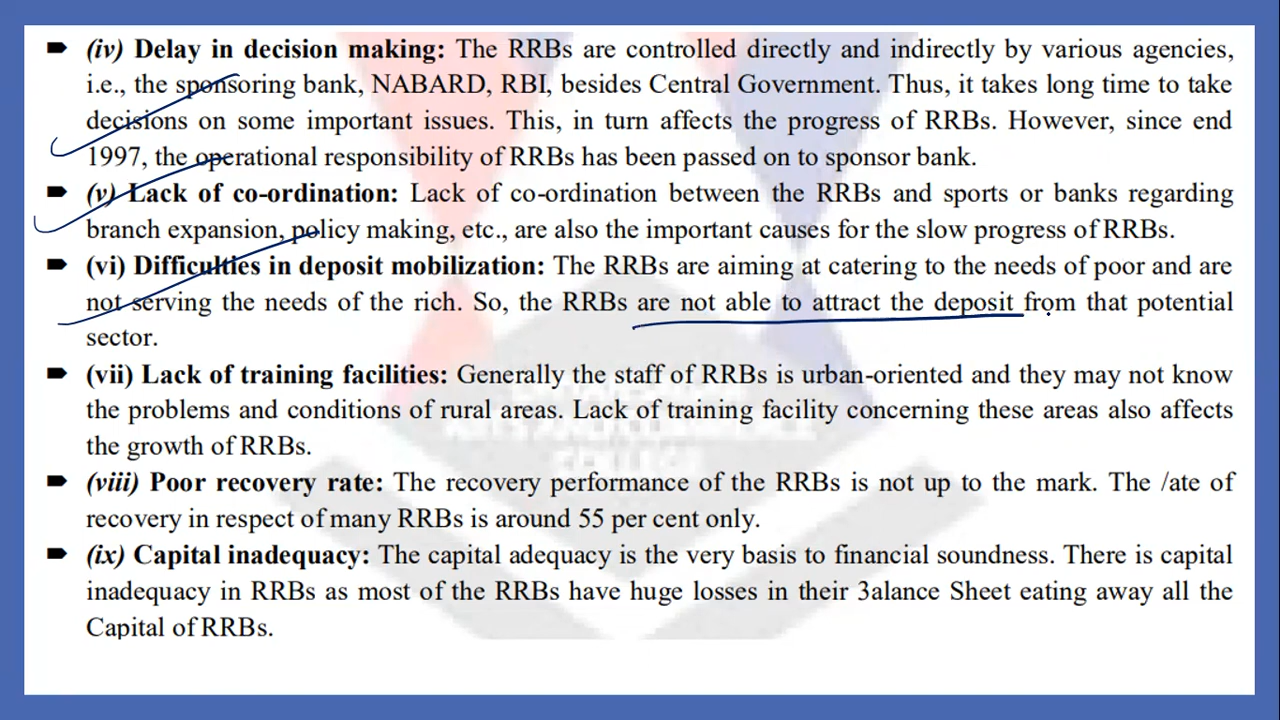 (iv) Delay in decision making: The RRBs are controlled directly and indirectly by various agencies,
i.e., the sponsoring bank, NABARD, RBI, besides Central Government. Thus, it takes long time to take
decisions on some important issues. This, in turn affects the progress of RRBs. However, since end
1997, the operational responsibility of RRBs has been passed on to sponsor bank.
(v) Lack of co-ordination: Lack of co-ordination between the RRBs and sports or banks regarding
branch expansion, policy making, etc., are also the important causes for the slow progress of RRBs.
(vi) Difficulties in deposit mobilization: The RRBs are aiming at catering to the needs of poor and are
not serving the needs of the rich. So, the RRBs are not able to attract the deposit from that potential
sector.
(vii) Lack of training facilities: Generally the staff of RRBs is urban-oriented and they may not know
the problems and conditions of rural areas. Lack of training facility concerning these areas also affects
the growth of RRBs.
(viii) Poor recovery rate: The recovery performance of the RRBs is not up to the mark. The /ate of
recovery in respect of many RRBs is around 55 per cent only.
(ix) Capital inadequacy: The capital adequacy is the very basis to financial soundness. There is capital
inadequacy in RRBs as most of the RRBs have huge losses in their 3alance Sheet eating away all the
Capital of RRBs.